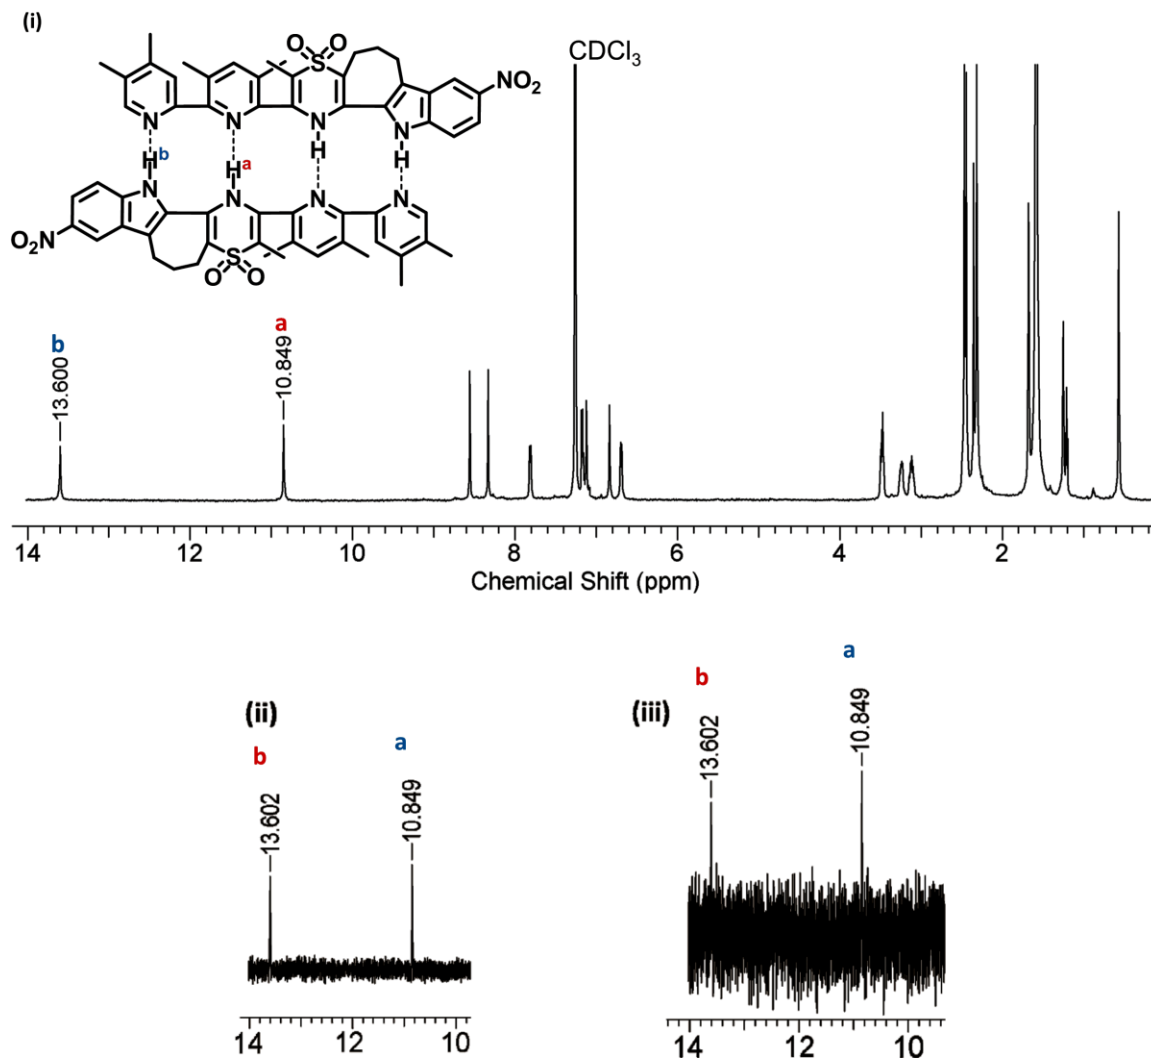 (i)
CDCl3
O O
S
NO2
N N N N
H H
H b H a
H H
N N N N
O2N
S
O O
b a
13.600 10.849
14 12 10 8 6 4 2
Chemical Shift (ppm)
(ii) (iii)
b a b a
13.602 10.849 13.602 10.849
14 12 10 14 12 10